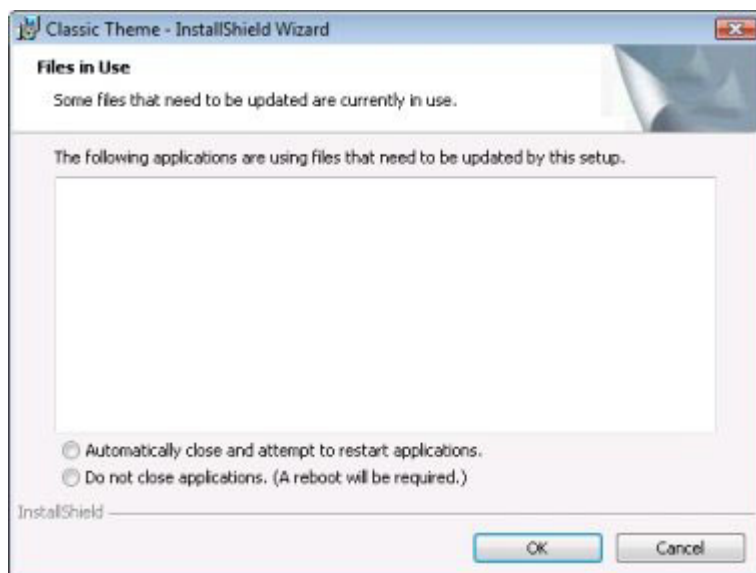 Classic Theme - InstallShield Wizard
Files in Use
Some files that need to be updated are currently in use.
The following applications are using files that need to be updated by this setup.
Automatically close and attempt to restart applications.
Do not close applications. (A reboot will be required.)
InstallShield
OK
Cancel